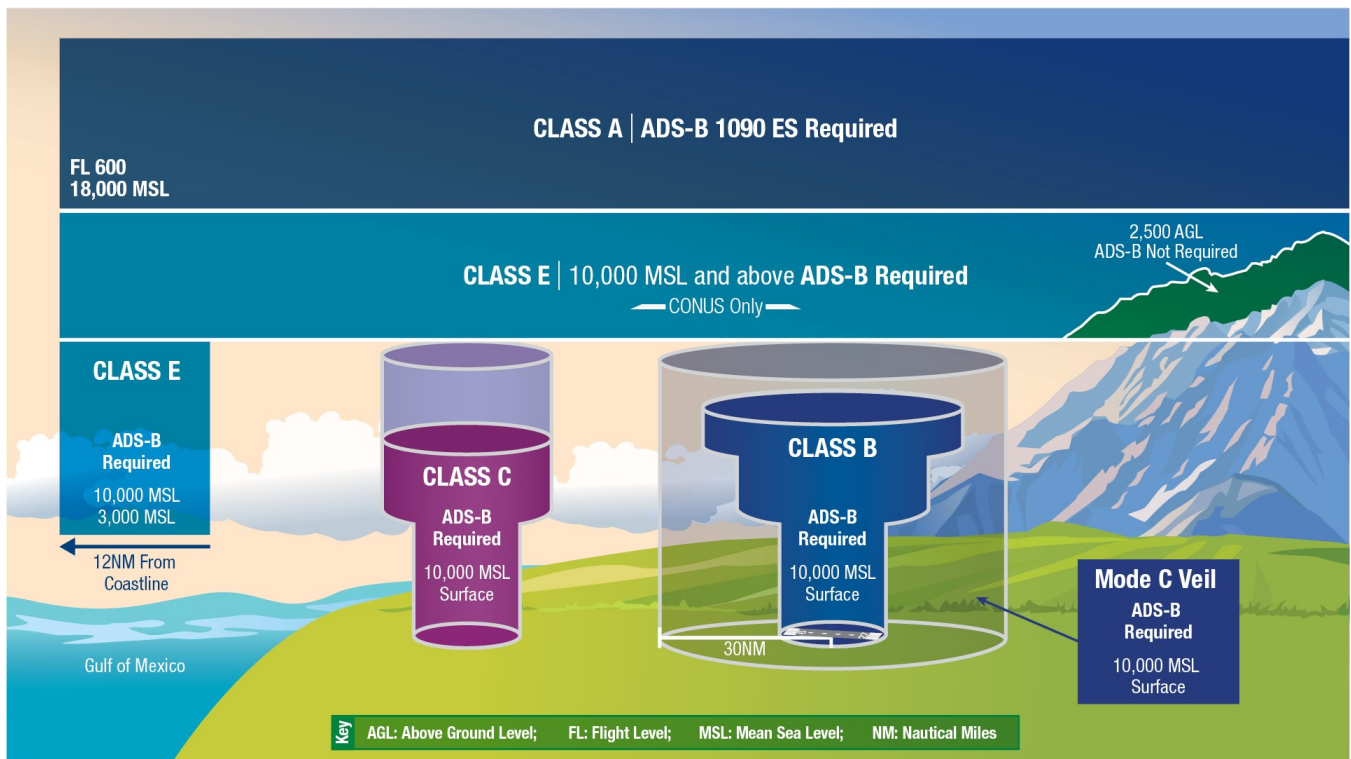 CLASS A | ADS-B 1090 ES Required
FL 600
18,000 MSL
2,500 AGL
ADS-B Not Required
CLASS E | 10,000 MSL and above ADS-B Required
CONUS Only
CLASS E
ADS-B
Required
10,000 MSL
3,000 MSL
12NM From
Coastline
Gulf of Mexico
CLASS C
ADS-B
Required
10,000 MSL
Surface
CLASS B
ADS-B
Required
10,000 MSL
Surface
30NM
Mode C Veil
ADS-B
Required
10,000 MSL
Surface
Key
AGL: Above Ground Level; FL: Flight Level; MSL: Mean Sea Level; NM: Nautical Miles